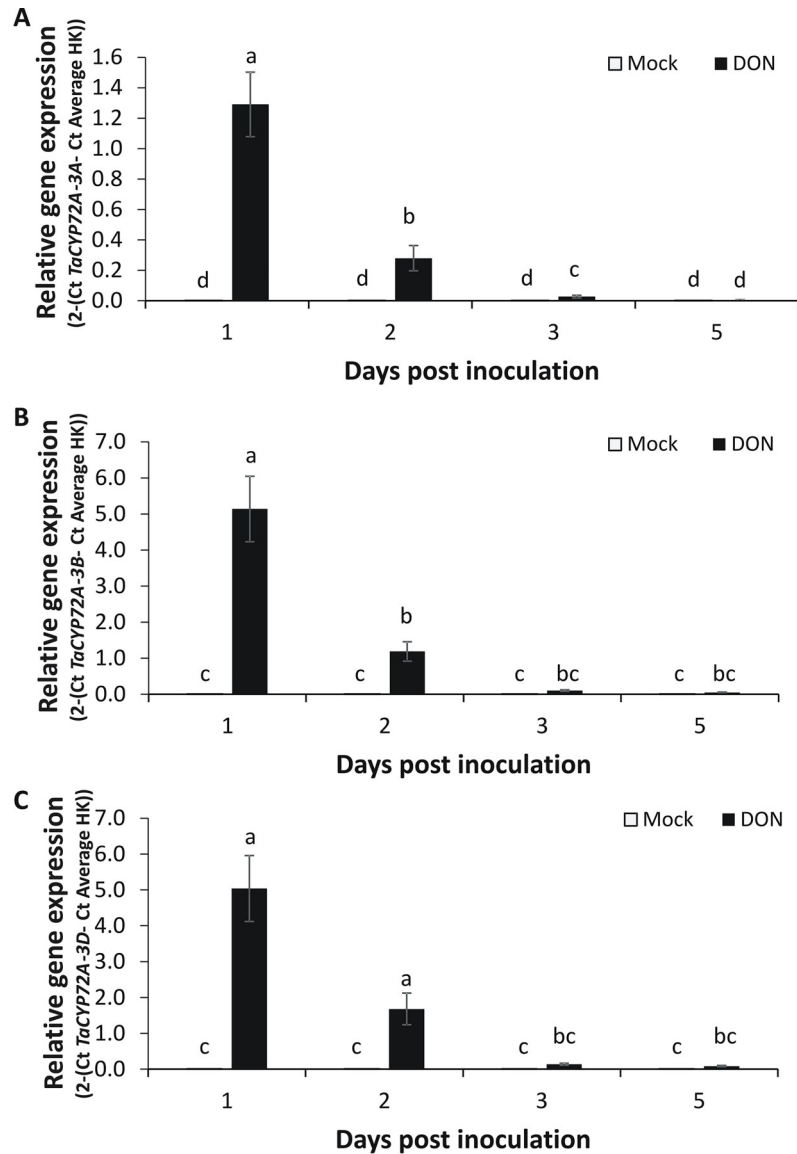 A
Relative gene expression
(2-(Ct TaCYP72A-3A- Ct Average HK))
1.6
1.4
1.2
1.0
0.8
0.6
0.4
0.2
0.0
Mock DON
a
b
d d d c d d
1 2 3 5
Days post inoculation
B
Relative gene expression
(2-(Ct TaCYP72A-3B- Ct Average HK))
7.0
6.0
5.0
4.0
3.0
2.0
1.0
0.0
Mock DON
a
b
c c c bc c bc
1 2 3 5
Days post inoculation
C
Relative gene expression
(2-(Ct TaCYP72A-3D- Ct Average HK))
7.0
6.0
5.0
4.0
3.0
2.0
1.0
0.0
Mock DON
a
a
c c c bc c bc
1 2 3 5
Days post inoculation